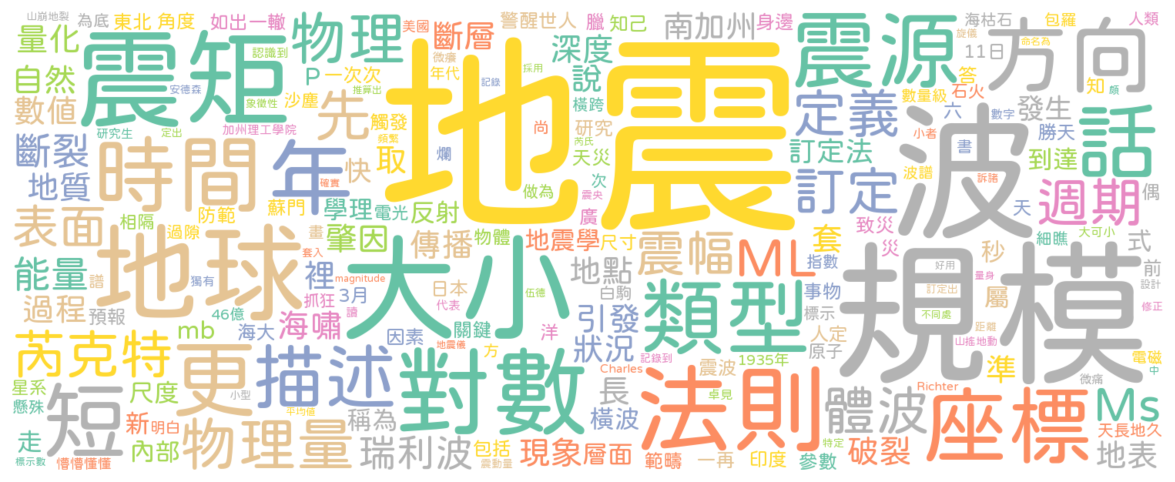 山崩地裂 為底 東北 角度 如出一轍 美國 斷層 警醒世人 臘 知己 南加州 身邊 海枯石 包羅 人類
量化 震矩 物理 微癢 年代 深度 震源 旋儀 命名為 方向
認識到 P 一次次 記錄 採用 說 11日 答 知 頗
自然 安德森 推算出 橫跨 石火
數值 象徵性 沙塵 先 觸發 地震 研究 定義 數量級 六 發生 話
研究生 定出 加州理工學院 尚 芮氏 小者 數字 勝天
斷裂 時間 年 快 取 頻繁 天災 訂定法 波譜 書 到達
地質 確實 爛 做為 次 震央 訂定 訴諸 波 偶
相隔 防範 蘇門 學理 電光 反射 廣 致災 天 週期
表面 過隙 畫 肇因 傳播 物體 地震學 尺寸 套 災 細瞧 大可小
套入 震幅 ML 指數 秒 式
能量 譜 獨有 地球 裡 magnitude 大小 伍德 地點 好用 量身 屬 前
過程 預報 46億 抓狂 3月 讀 日本 代表 白駒 類型 事物 訂定出 規模 設計
mb 海大 海嘯 因素 關鍵 洋 引發 標示 不同處 距離 修正
芮克特 地震儀 方 狀況 人定 原子 山搖地動 電磁
星系 更 描述 對數 記錄到 震波 1935年 準 中
懸殊 尺度 小型 Charles 長 法則 卓見 體波 Richter 微痛
短 新 明白 稱為 橫波 座標 Ms
走 平均值 天長地久
標示數 懵懵懂懂 內部 物理量 瑞利波 包括 震動量 現象 層面 範疇 一再 印度 特定 參數 破裂 地表